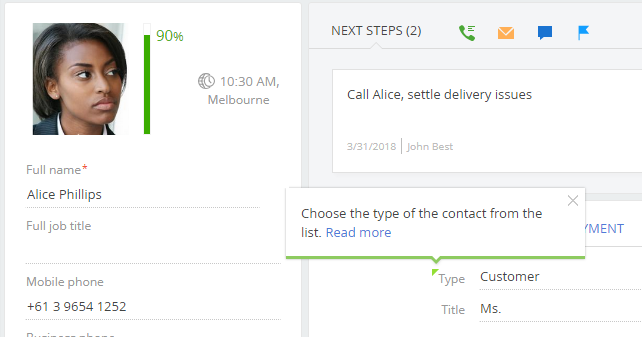 90%
10:30 AM,
Melbourne
Full name*
Alice Phillips
Full job title
Mobile phone
+61 3 9654 1252
NEXT STEPS (2)
Call Alice, settle delivery issues
3/31/2018 | John Best
Choose the type of the contact from the
list. Read more
YMENT
Type Customer
Title Ms.